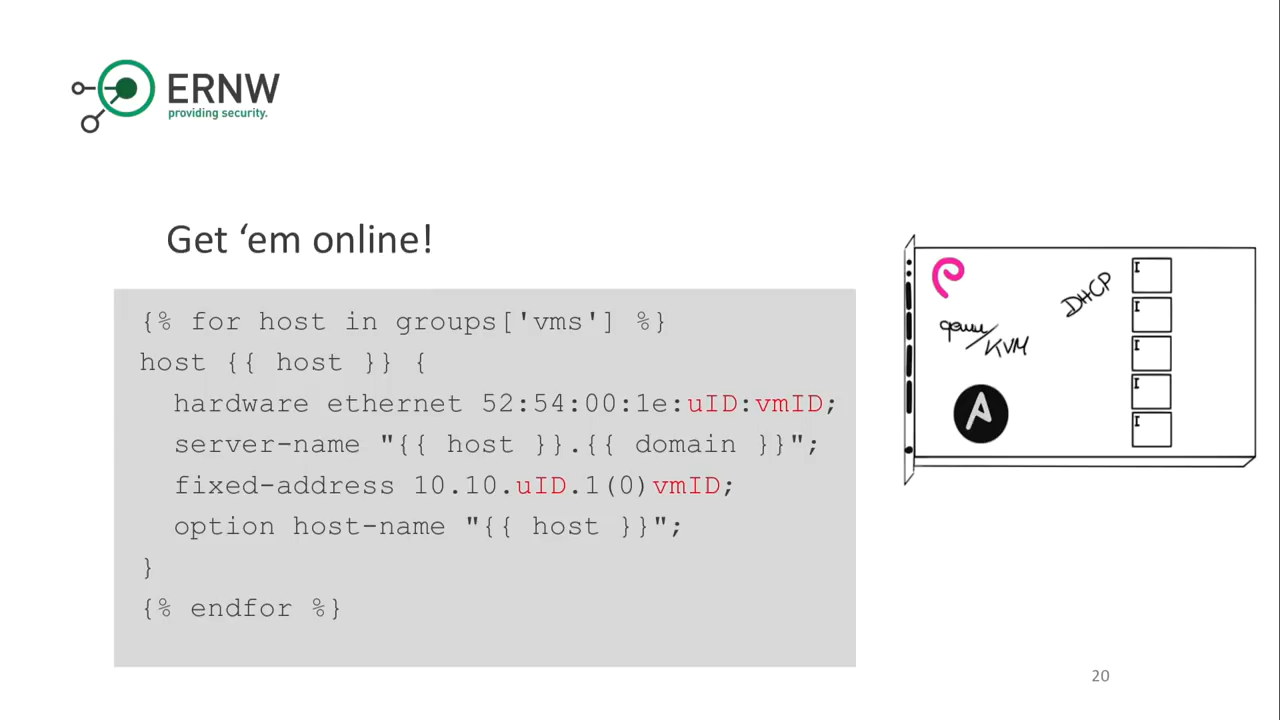 ERNW
providing security.
Get ‘em online!
{% for host in groups['vms'] %}
host {{ host }} {
hardware ethernet 52:54:00:1e:uID:vmID;
server-name "{{ host }}.{{ domain }}";
fixed-address 10.10.uID.1(0)vmID;
option host-name "{{ host }}";
}
{% endfor %}
DHCP
I
I
I
I
I
/KVM
A
20